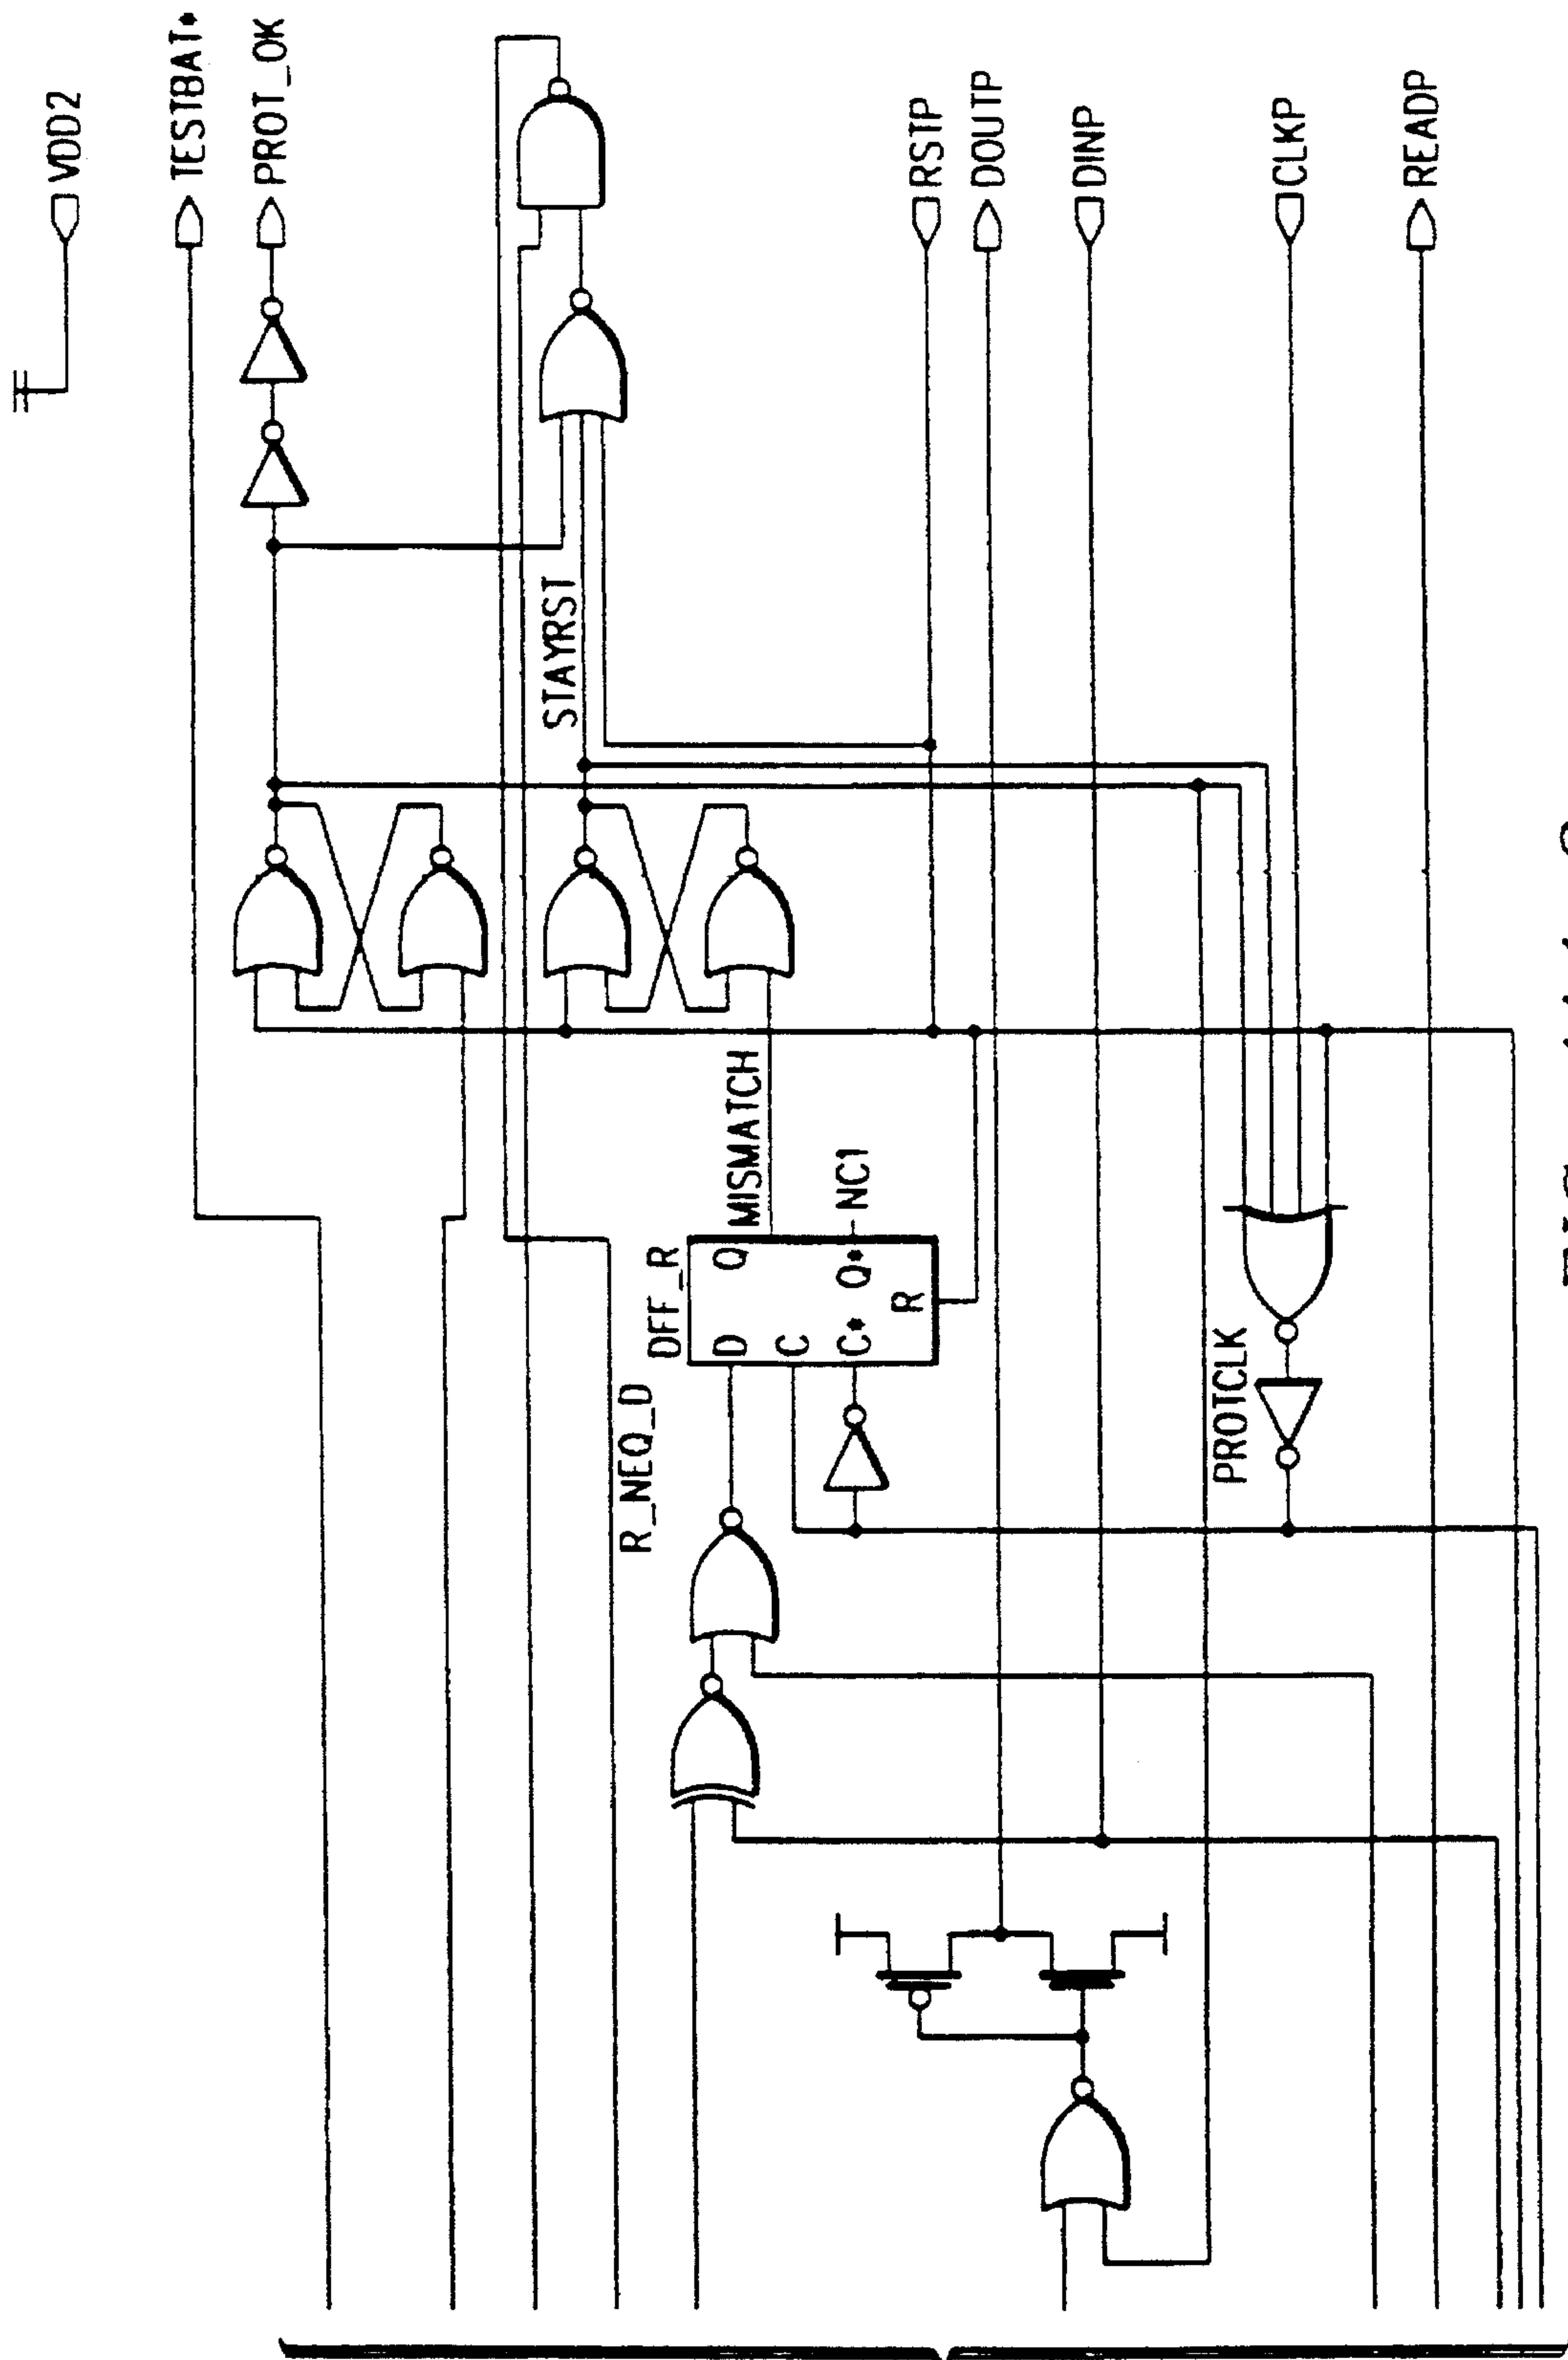 VDD2
TESTBAT*
PROT_OK
STAYRST
RSTP
DOUTP
DINP
CLKP
READP
MISMATCH
NC1
DFF_R
Q
Q*
R
D
C
C*
R_NEQ_D
PROTCLK